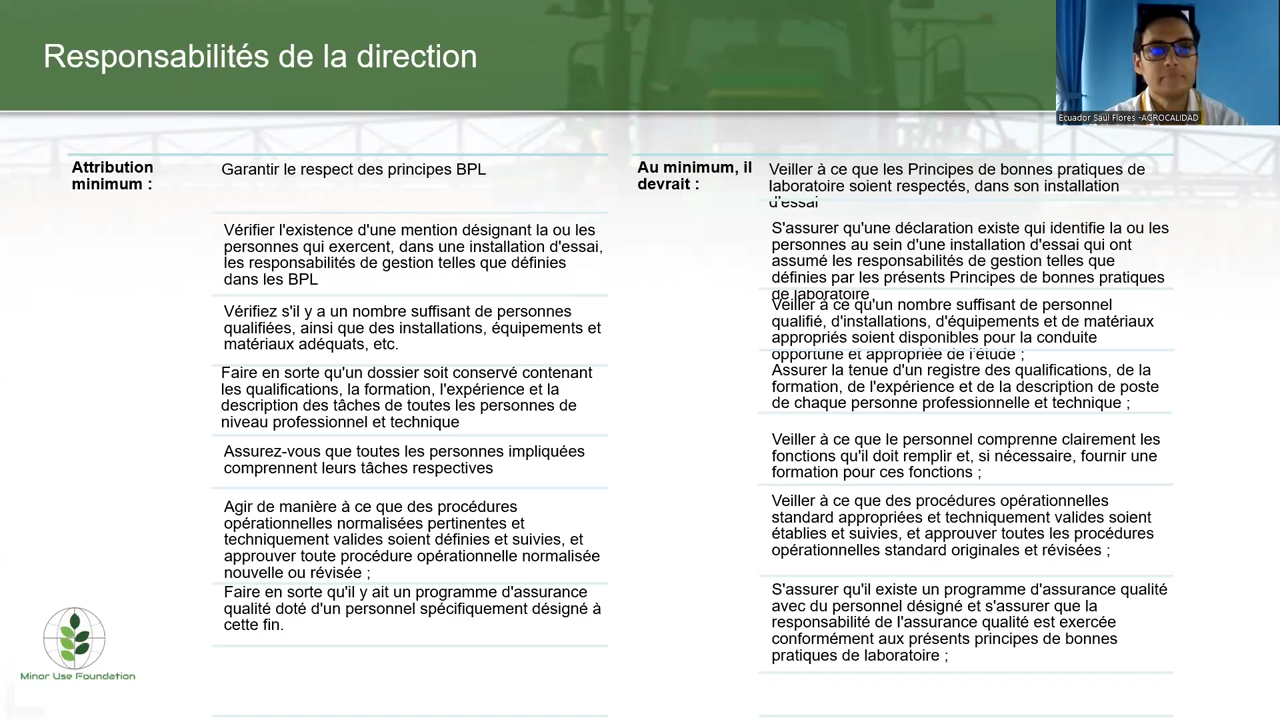 Responsabilités de la direction
Ecuador Saúl Flores -AGROCALIDAD
Attribution
minimum :
Garantir le respect des principes BPL
Vérifier l'existence d'une mention désignant la ou les
personnes qui exercent, dans une installation d'essai,
les responsabilités de gestion telles que définies
dans les BPL
Vérifiez s'il y a un nombre suffisant de personnes
qualifiées, ainsi que des installations, équipements et
matériaux adéquats, etc.
Faire en sorte qu'un dossier soit conservé contenant
les qualifications, la formation, l'expérience et la
description des tâches de toutes les personnes de
niveau professionnel et technique
Assurez-vous que toutes les personnes impliquées
comprennent leurs tâches respectives
Agir de manière à ce que des procédures
opérationnelles normalisées pertinentes et
techniquement valides soient définies et suivies, et
approuver toute procédure opérationnelle normalisée
nouvelle ou révisée ;
Faire en sorte qu'il y ait un programme d'assurance
qualité doté d'un personnel spécifiquement désigné à
cette fin.
Au minimum, il
devrait :
Veiller à ce que les Principes de bonnes pratiques de
laboratoire soient respectés, dans son installation
d'essai
S'assurer qu'une déclaration existe qui identifie la ou les
personnes au sein d'une installation d'essai qui ont
assumé les responsabilités de gestion telles que
définies par les présents Principes de bonnes pratiques
de laboratoire.
Veiller à ce qu'un nombre suffisant de personnel
qualifié, d'installations, d'équipements et de matériaux
appropriés soient disponibles pour la conduite
opportune et appropriée de l'étude ;
Assurer la tenue d'un registre des qualifications, de la
formation, de l'expérience et de la description de poste
de chaque personne professionnelle et technique ;
Veiller à ce que le personnel comprenne clairement les
fonctions qu'il doit remplir et, si nécessaire, fournir une
formation pour ces fonctions ;
Veiller à ce que des procédures opérationnelles
standard appropriées et techniquement valides soient
établies et suivies, et approuver toutes les procédures
opérationnelles standard originales et révisées ;
S'assurer qu'il existe un programme d'assurance qualité
avec du personnel désigné et s'assurer que la
responsabilité de l'assurance qualité est exercée
conformément aux présents principes de bonnes
pratiques de laboratoire ;
Minor Use Foundation